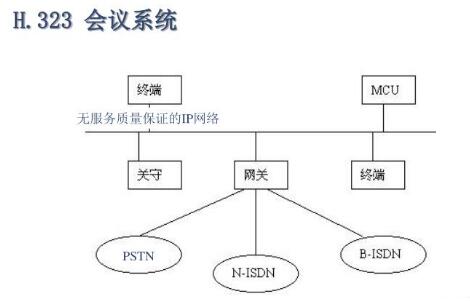 H.323 会议系统
终端
MCU
无服务质量保证的IP网络
关守
网关
终端
PSTN
N-ISDN
B-ISDN